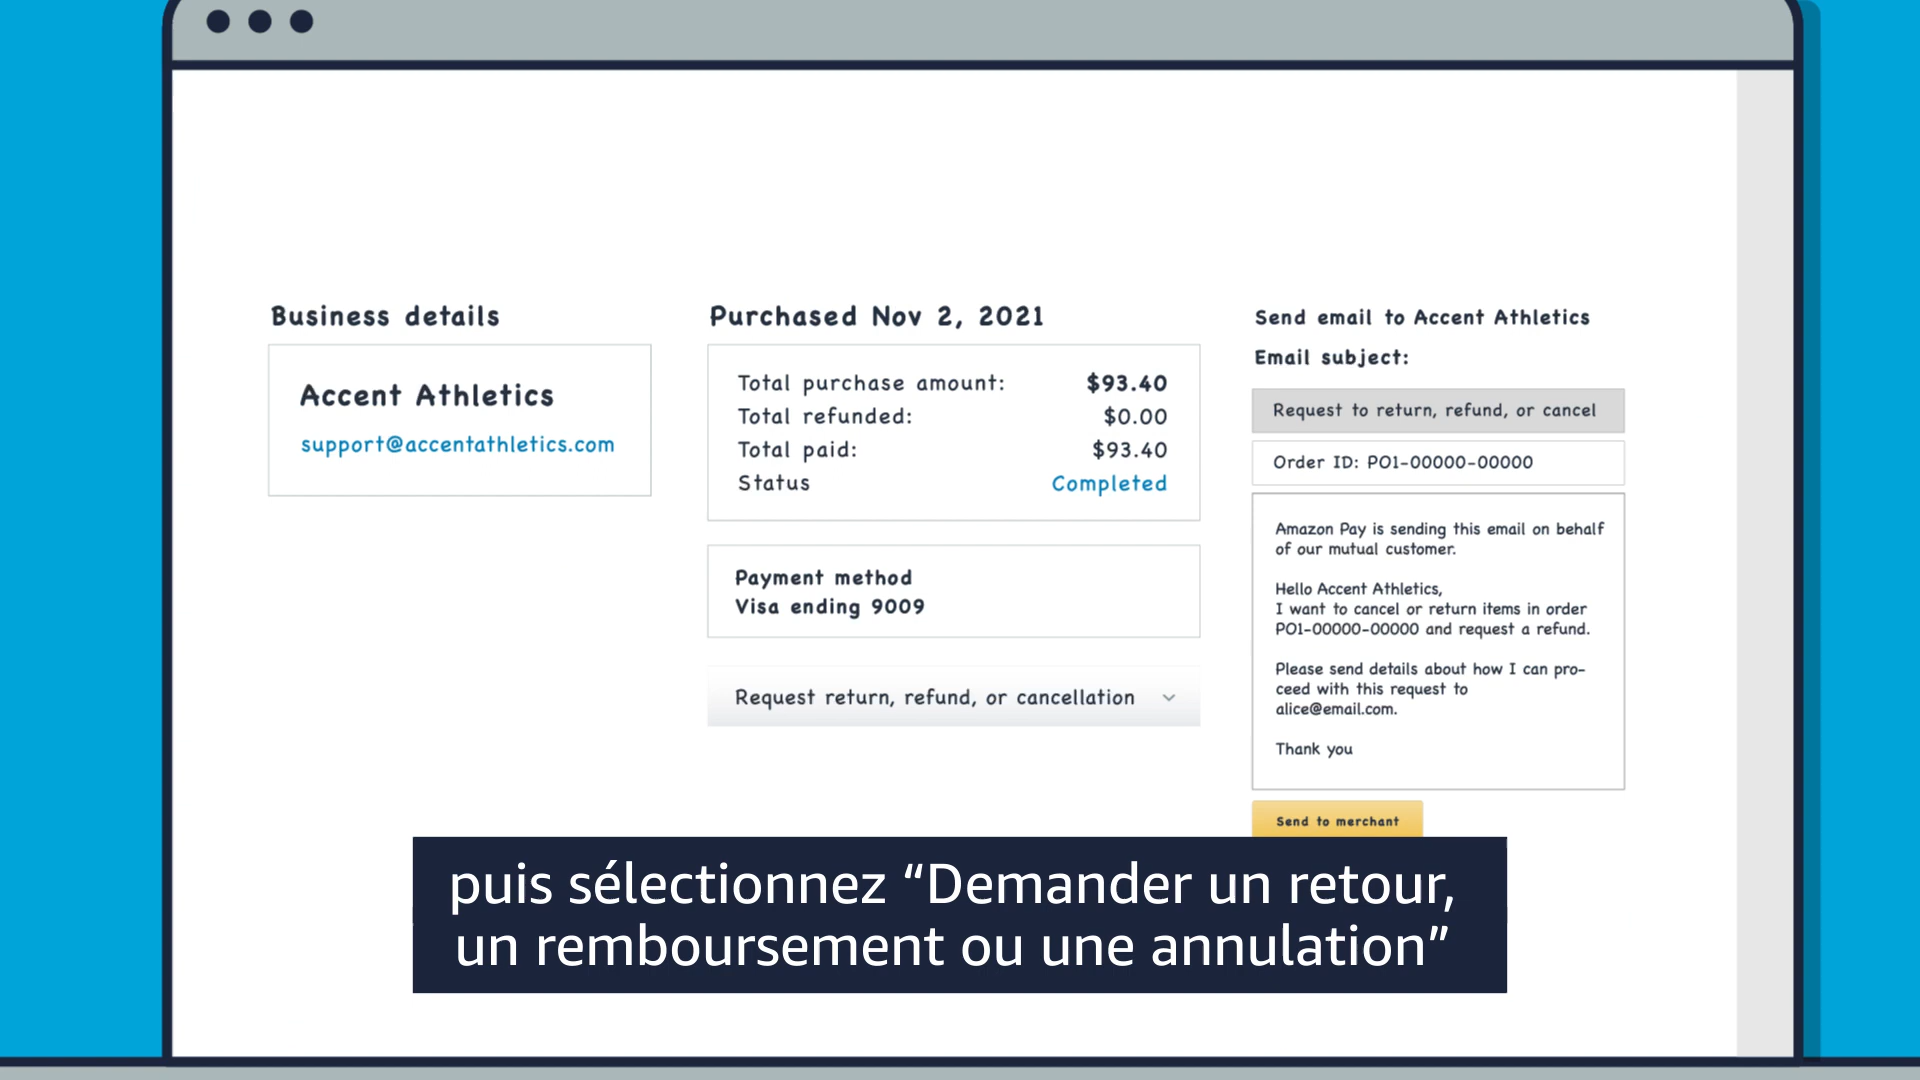 Business details
Accent Athletics
support@accentathletics.com
Purchased Nov 2, 2021
Total purchase amount: $93.40
Total refunded: $0.00
Total paid: $93.40
Status Completed
Payment method
Visa ending 9009
Request return, refund, or cancellation
Send email to Accent Athletics
Email subject:
Request to return, refund, or cancel
Order ID: P01-00000-00000
Amazon Pay is sending this email on behalf
of our mutual customer.
Hello Accent Athletics,
I want to cancel or return items in order
P01-00000-00000 and request a refund.
Please send details about how I can pro-
ceed with this request to
alice@email.com.
Thank you
Send to merchant
puis sélectionnez “Demander un retour,
un remboursement ou une annulation”